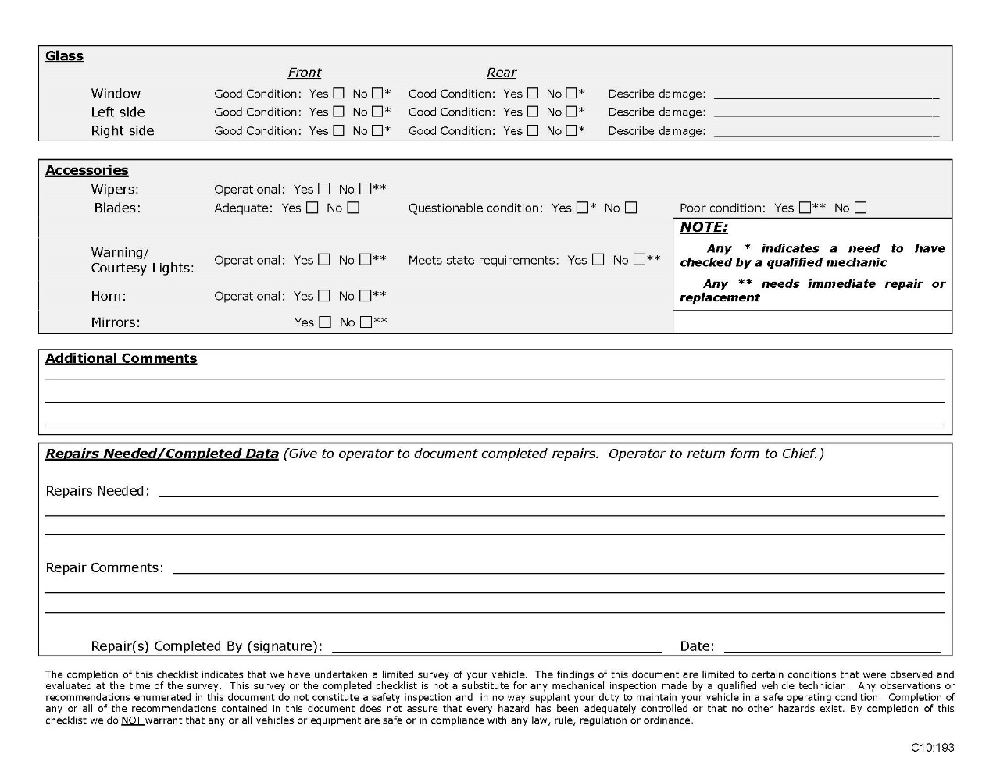 Glass
Front Rear
Window Good Condition: Yes ☐ No ☐* Good Condition: Yes ☐ No ☐* Describe damage: ____
Left side Good Condition: Yes ☐ No ☐* Good Condition: Yes ☐ No ☐* Describe damage: ____
Right side Good Condition: Yes ☐ No ☐* Good Condition: Yes ☐ No ☐* Describe damage: ____
Accessories
Wipers: Operational: Yes ☐ No ☐**
Blades: Adequate: Yes ☐ No ☐ Questionable condition: Yes ☐* No ☐ Poor condition: Yes ☐** No ☐
NOTE:
Any * indicates a need to have
checked by a qualified mechanic
Any ** needs immediate repair or
replacement
Warning/
Courtesy Lights: Operational: Yes ☐ No ☐** Meets state requirements: Yes ☐ No ☐**
Horn: Operational: Yes ☐ No ☐**
Mirrors: Yes ☐ No ☐**
Additional Comments
Repairs Needed/Completed Data (Give to operator to document completed repairs. Operator to return form to Chief.)
Repairs Needed: ____
Repair Comments: ____
Repair(s) Completed By (signature): ____ Date: ____
The completion of this checklist indicates that we have undertaken a limited survey of your vehicle. The findings of this document are limited to certain conditions that were observed and
evaluated at the time of the survey. This survey or the completed checklist is not a substitute for any mechanical inspection made by a qualified vehicle technician. Any observations or
recommendations enumerated in this document do not constitute a safety inspection and in no way supplant your duty to maintain your vehicle in a safe operating condition. Completion of
any or all of the recommendations contained in this document does not assure that every hazard has been adequately controlled or that no other hazards exist. By completion of this
checklist we do NOT warrant that any or all vehicles or equipment are safe or in compliance with any law, rule, regulation or ordinance.
C10:193